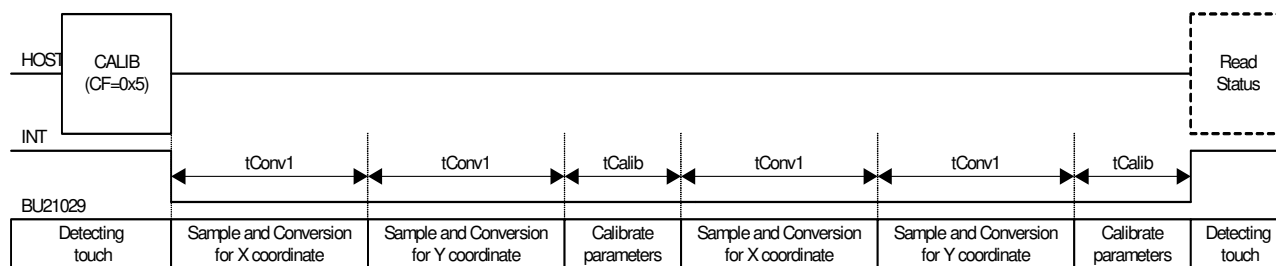 HOST
CALIB
(CF=0x5)
Read
Status
INT
tConv1
tConv1
tCalib
tConv1
tConv1
tCalib
BU21029
Detecting
touch
Sample and Conversion
for X coordinate
Sample and Conversion
for Y coordinate
Calibrate
parameters
Sample and Conversion
for X coordinate
Sample and Conversion
for Y coordinate
Calibrate
parameters
Detecting
touch